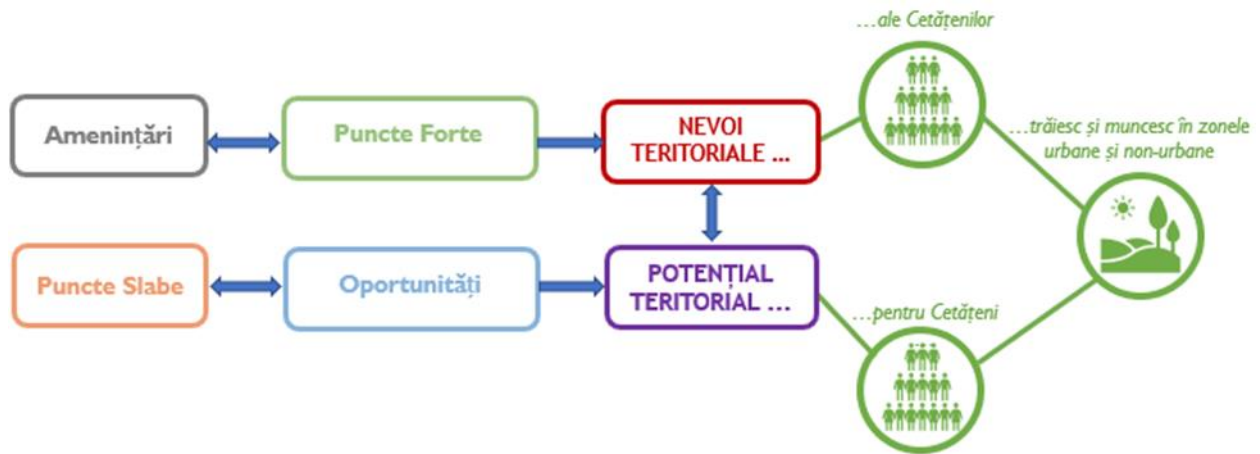 ...ale Cetățenilor
Amenințări
Puncte Forte
NEVOI
TERITORIALE ...
...trăiesc și muncesc în zonele
urbane și non-urbane
Puncte Slabe
Oportunități
POTENȚIAL
TERITORIAL ...
...pentru Cetățeni